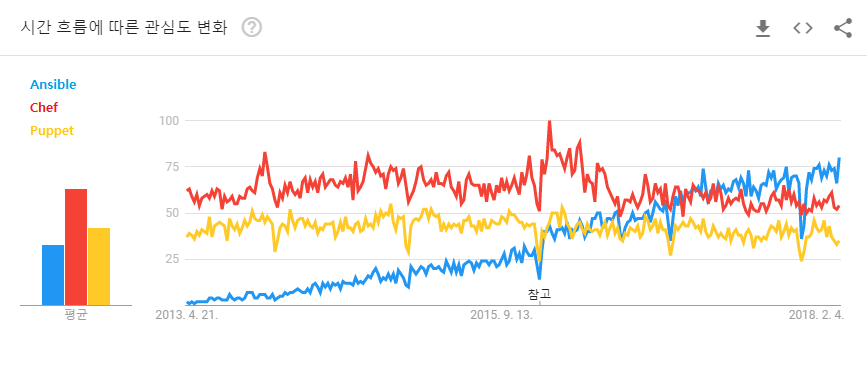 시간 흐름에 따른 관심도 변화 ?
Ansible
Chef
Puppet
100
75
50
25
참고
평균
2013. 4. 21.
2015. 9. 13.
2018. 2. 4.